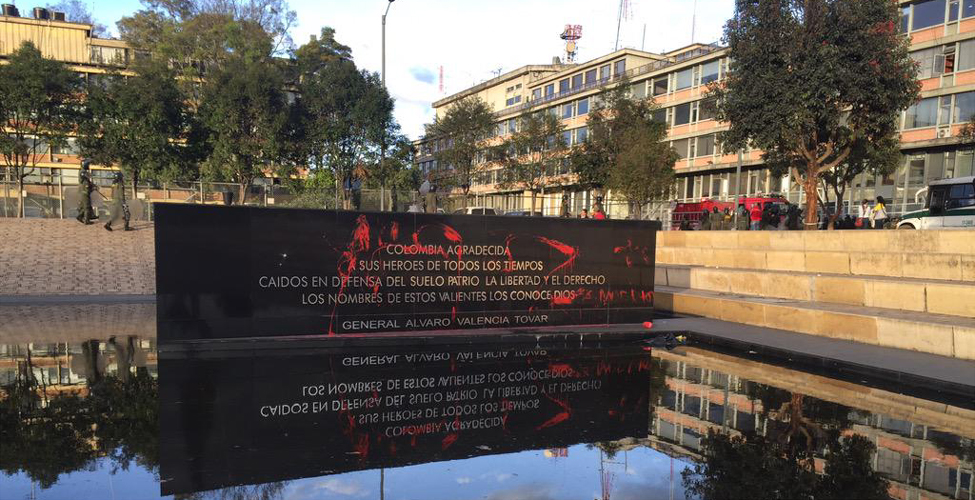 COLOMBIA AGRADECIDA
A SUS HEROES DE TODOS LOS TIEMPOS
CAIDOS EN DEFENSA DEL SUELO PATRIO LA LIBERTAD Y EL DERECHO
LOS NOMBRES DE ESTOS VALIENTES LOS CONOCE DIOS
GENERAL ALVARO VALENCIA TOVAR